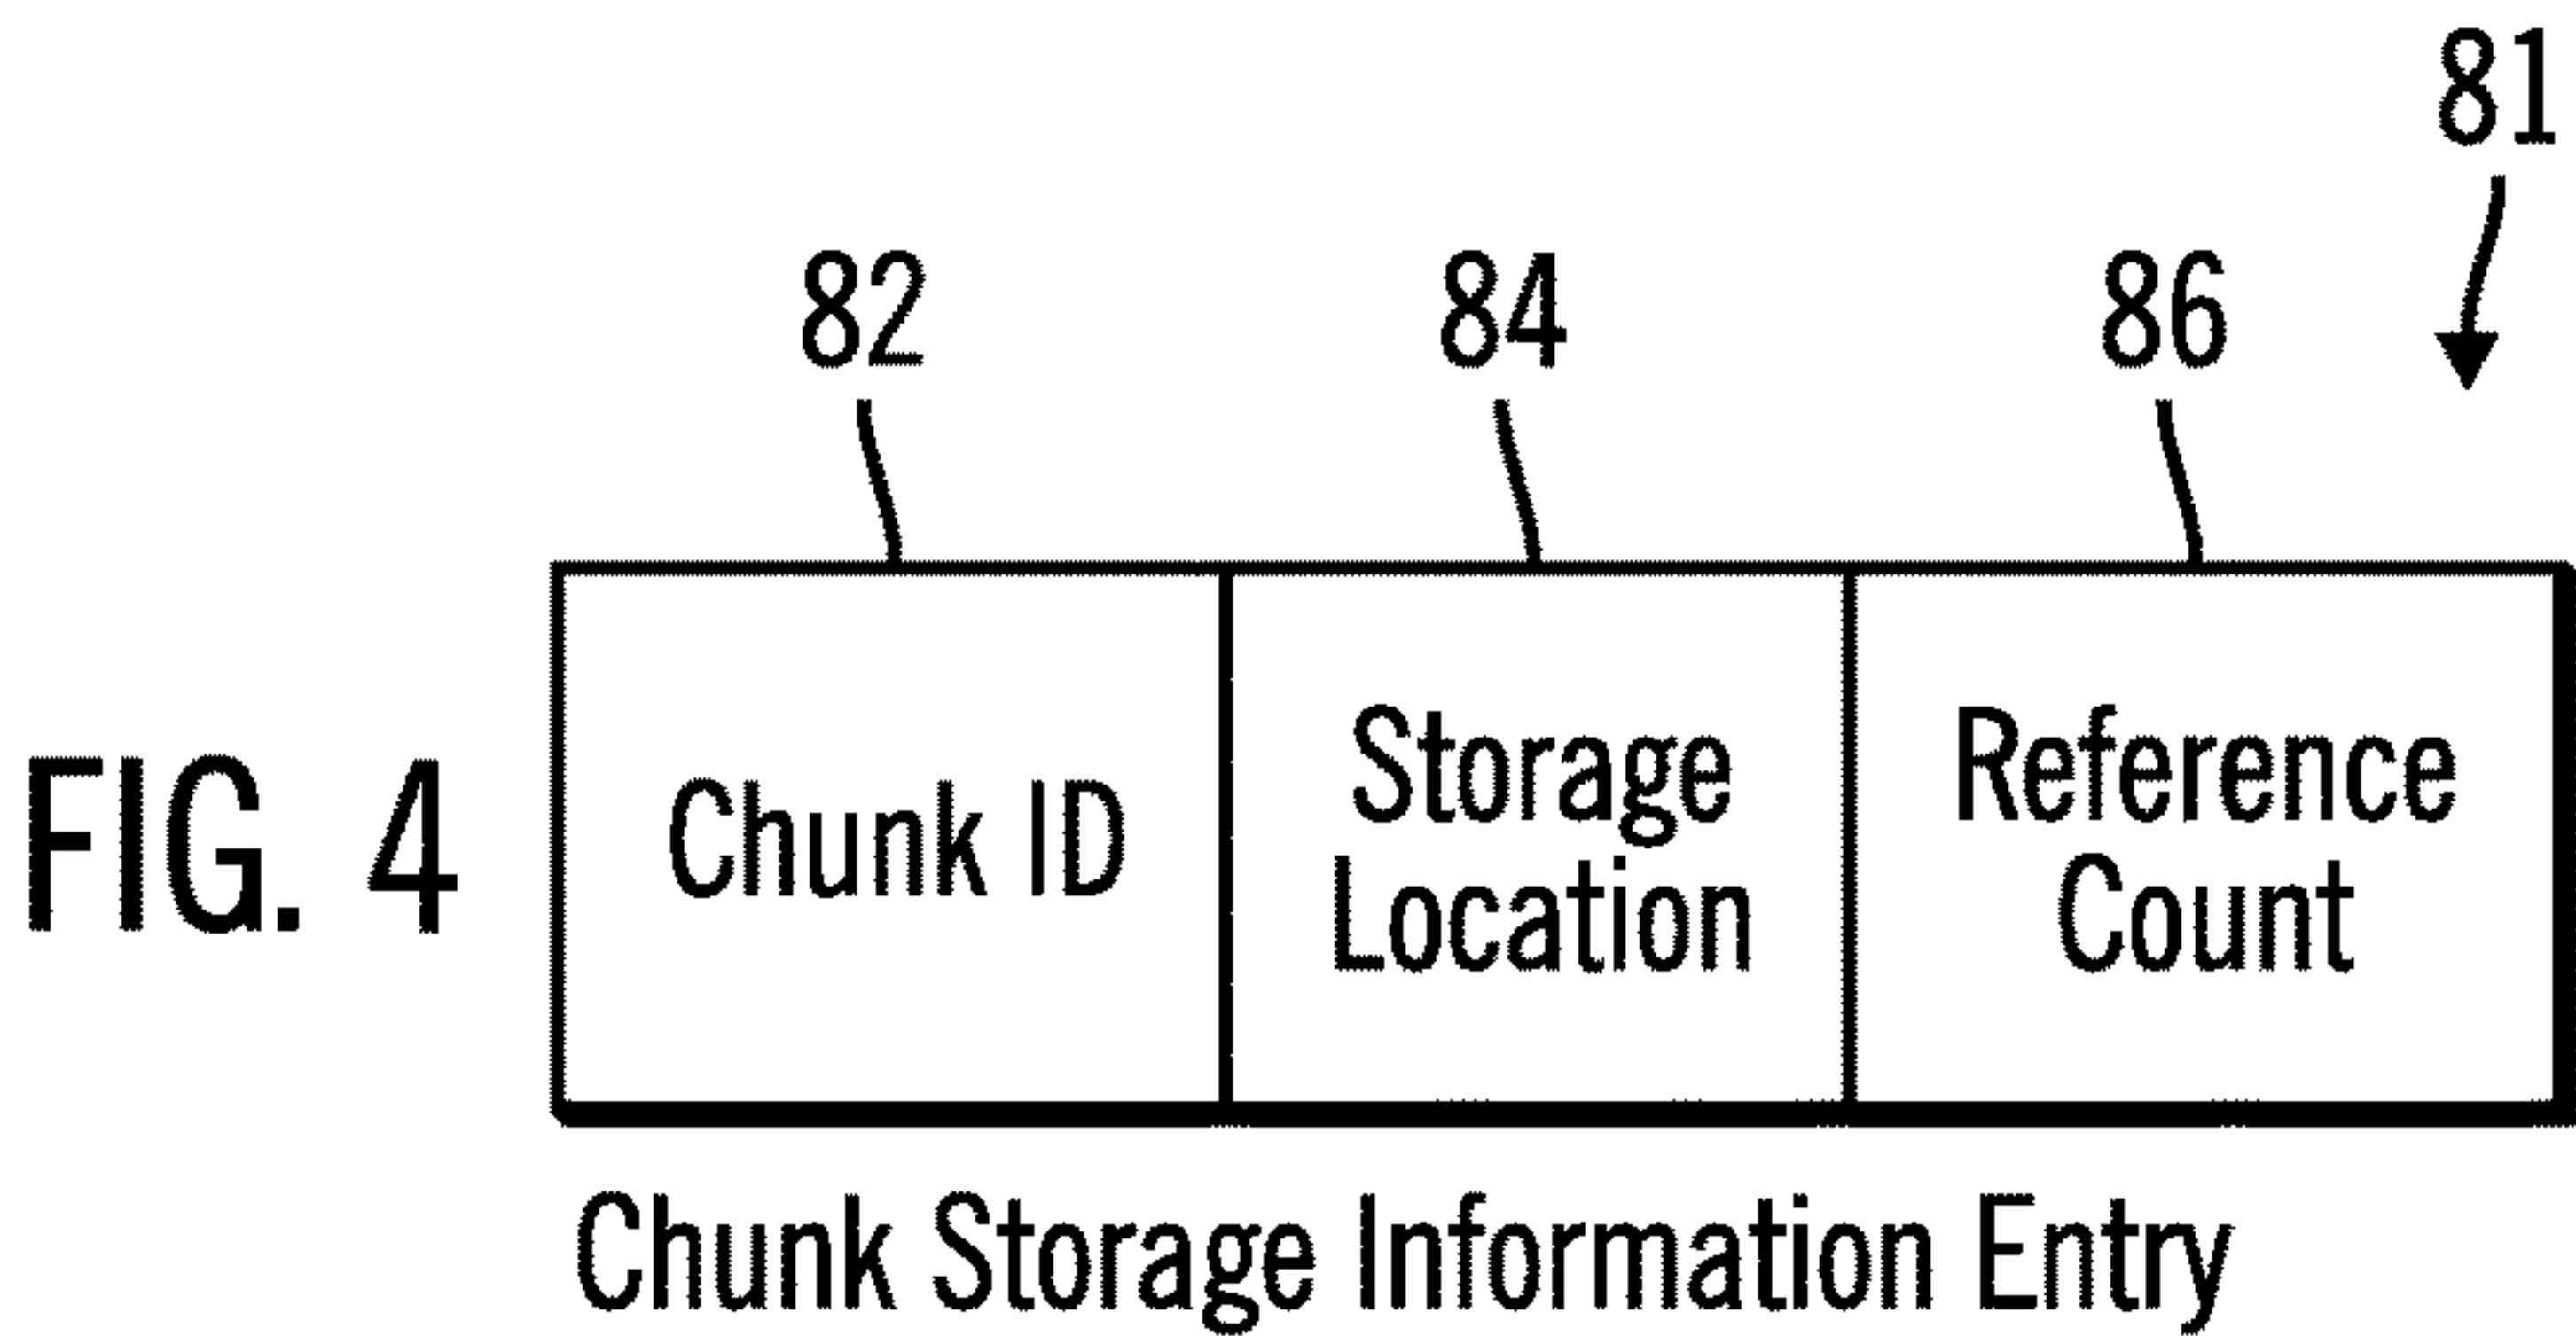 81
82 84 86
FIG. 4
Chunk ID
Storage
Location
Reference
Count
Chunk Storage Information Entry